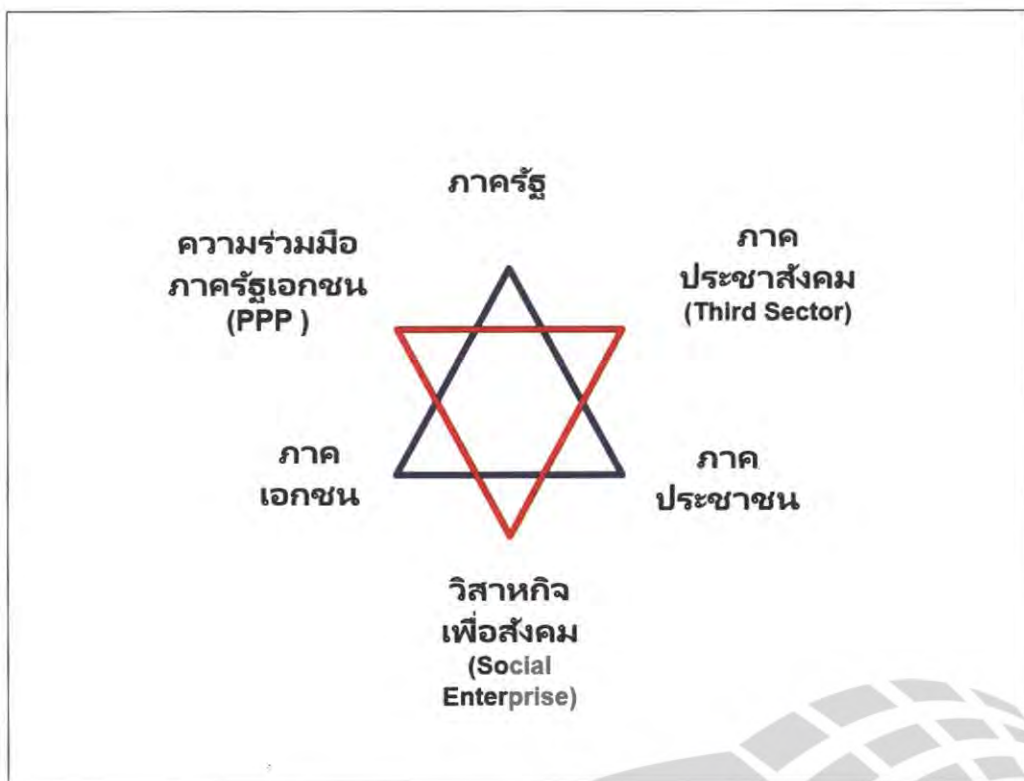 ภาครัฐ
ความร่วมมือ
ภาครัฐเอกชน
(PPP )
ภาค
ประชาสังคม
(Third Sector)
ภาค
เอกชน
ภาค
ประชาชน
วิสาหกิจ
เพื่อสังคม
(Social
Enterprise)